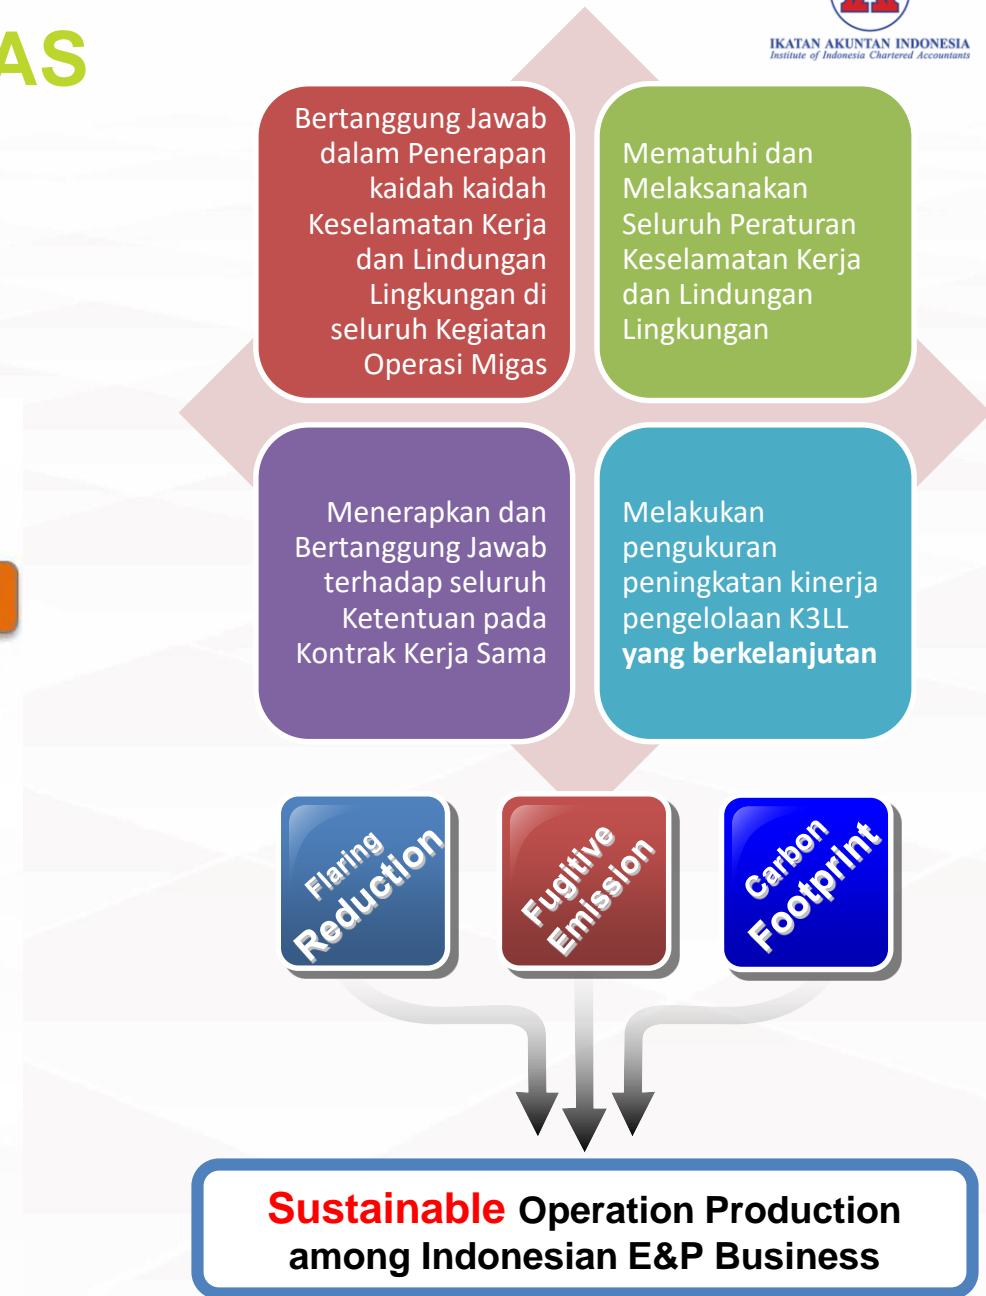 AS
IKATAN AKUNTAN INDONESIA
Institute of Indonesia Chartered Accountants
Bertanggung Jawab
dalam Penerapan
kaidah kaidah
Keselamatan Kerja
dan Lindungan
Lingkungan di
seluruh Kegiatan
Operasi Migas
Mematuhi dan
Melaksanakan
Seluruh Peraturan
Keselamatan Kerja
dan Lindungan
Lingkungan
Menerapkan dan
Bertanggung Jawab
terhadap seluruh
Ketentuan pada
Kontrak Kerja Sama
Melakukan
pengukuran
peningkatan kinerja
pengelolaan K3LL
yang berkelanjutan
Flaring
Reduction
Fugitive
Emission
Carbon
Footprint
Sustainable Operation Production
among Indonesian E&P Business